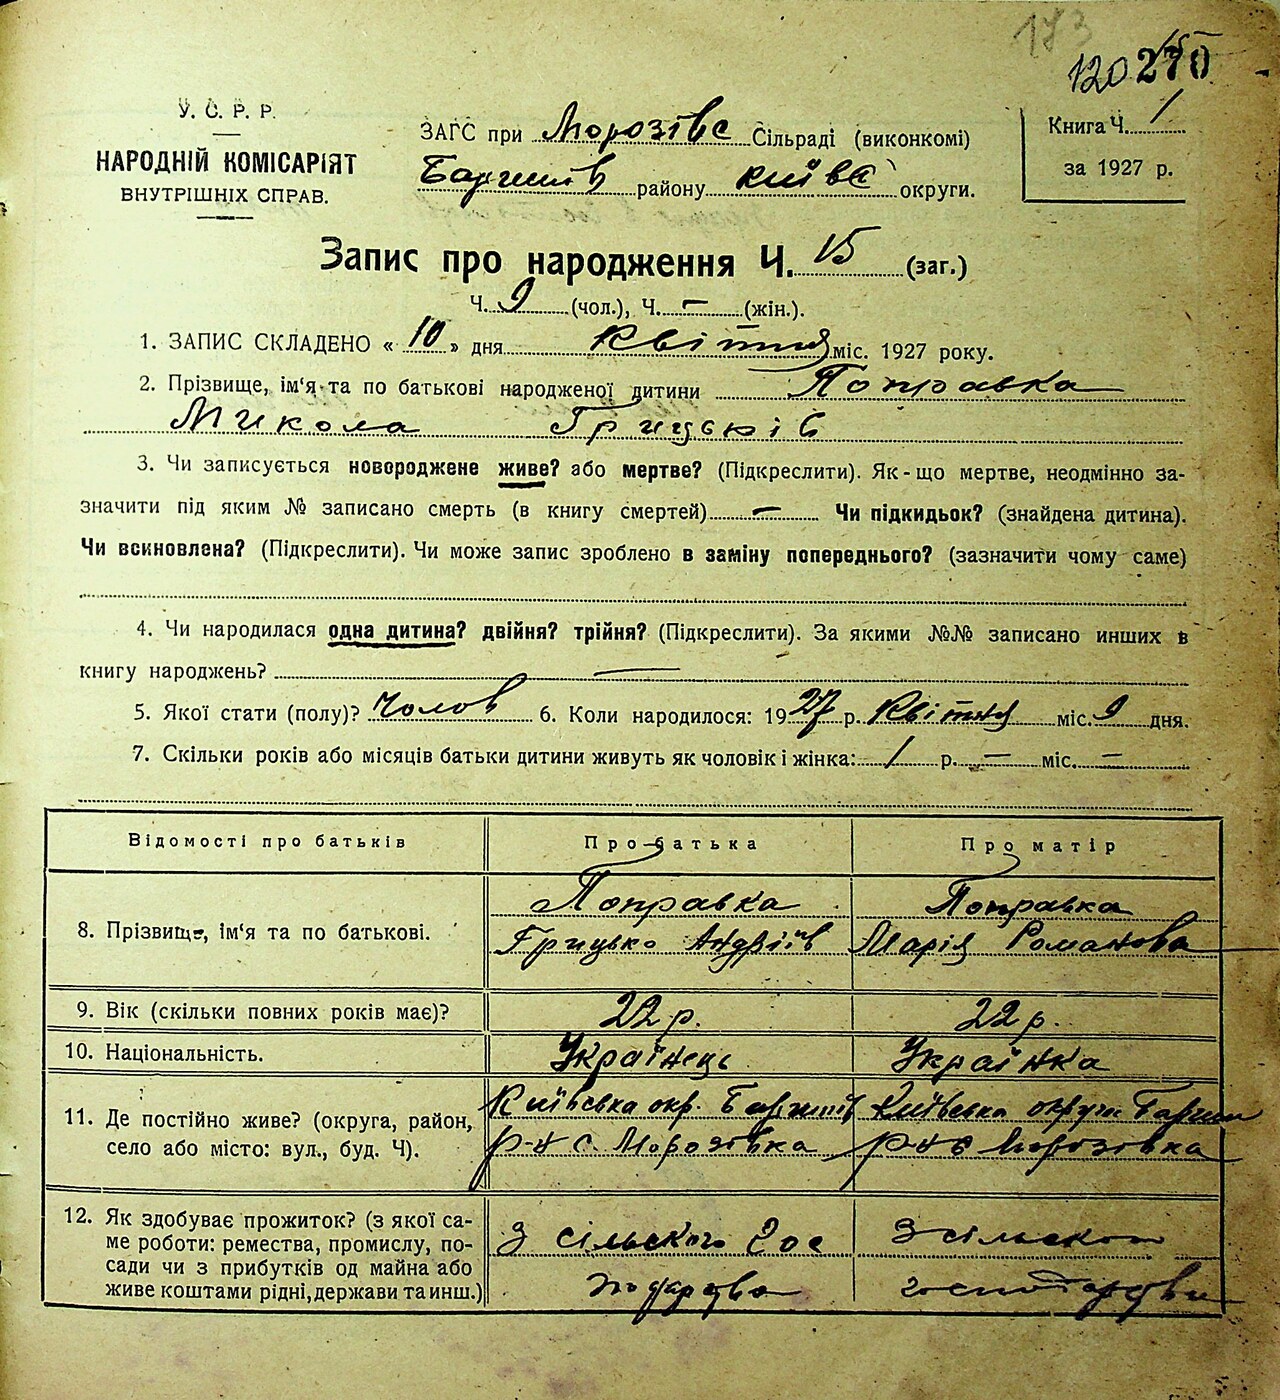 173
120 270
У. С. Р. Р.
НАРОДНІЙ КОМІСАРІЯТ
ВНУТРІШНІХ СПРАВ.
ЗАГС при Морозівс Сільраді (виконкомі)
Баришів району Київс округи.
Книга Ч. 1
за 1927 р.
Запис про народження Ч. 15 (заг.)
Ч. 9 (чол.), Ч. – (жін.).
1. ЗАПИС СКЛАДЕНО « 10 » дня Квітня міс. 1927 року.
2. Прізвище, ім'я та по батькові народженої дитини Поправка
Микола Грицьків
3. Чи записується новороджене живе? або мертве? (Підкреслити). Як-що мертве, неодмінно за-
значити під яким № записано смерть (в книгу смертей) – Чи підкидьок? (знайдена дитина).
Чи всиновлена? (Підкреслити). Чи може запис зроблено в заміну попереднього? (зазначити чому саме)
4. Чи народилася одна дитина? двійня? трійня? (Підкреслити). За якими №№ записано инших в
книгу народжень? —
5. Якої стати (полу)? Чолов 6. Коли народилося: 1927 р. Квітня міс. 9 дня.
7. Скільки років або місяців батьки дитини живуть як чоловік і жінка: 1 р. – міс. –
Відомості про батьків Про батька Про матір
8. Прізвище, ім'я та по батькові.
Поправка
Грицько Андріїв
Поправка
Марія Романова
9. Вік (скільки повних років має)? 22 р. 22 р.
10. Національність. Українець Українка
11. Де постійно живе? (округа, район,
село або місто: вул., буд. Ч).
Київська окр. Баришів
р-н с. Морозівка
Київська округи Бариш
р-н с Морозівка
12. Як здобуває прожиток? (з якої са-
ме роботи: ремества, промислу, по-
сади чи з прибутків од майна або
живе коштами рідні, держави та инш.)
З сільского гос
подарства
З сільског